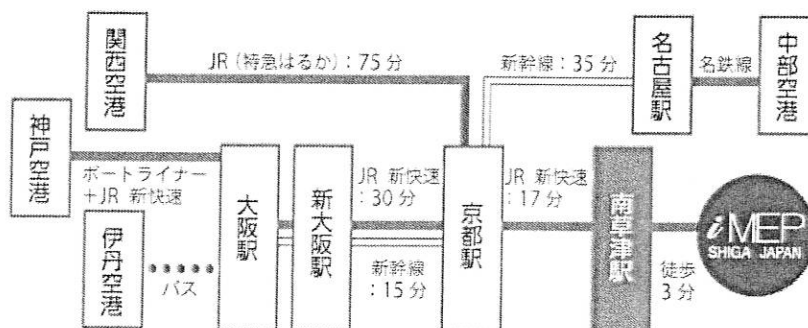 関西空港
JR (特急はるか)：75分
新幹線：35分
名古屋駅
名鉄線
中部空港
神戸空港
ポートライナー
+JR 新快速
伊丹空港
バス
大阪駅
新大阪駅
JR 新快速
：30分
新幹線
：15分
京都駅
JR 新快速
：17分
南草津駅
徒歩
3分
iMEP
SHIGA JAPAN